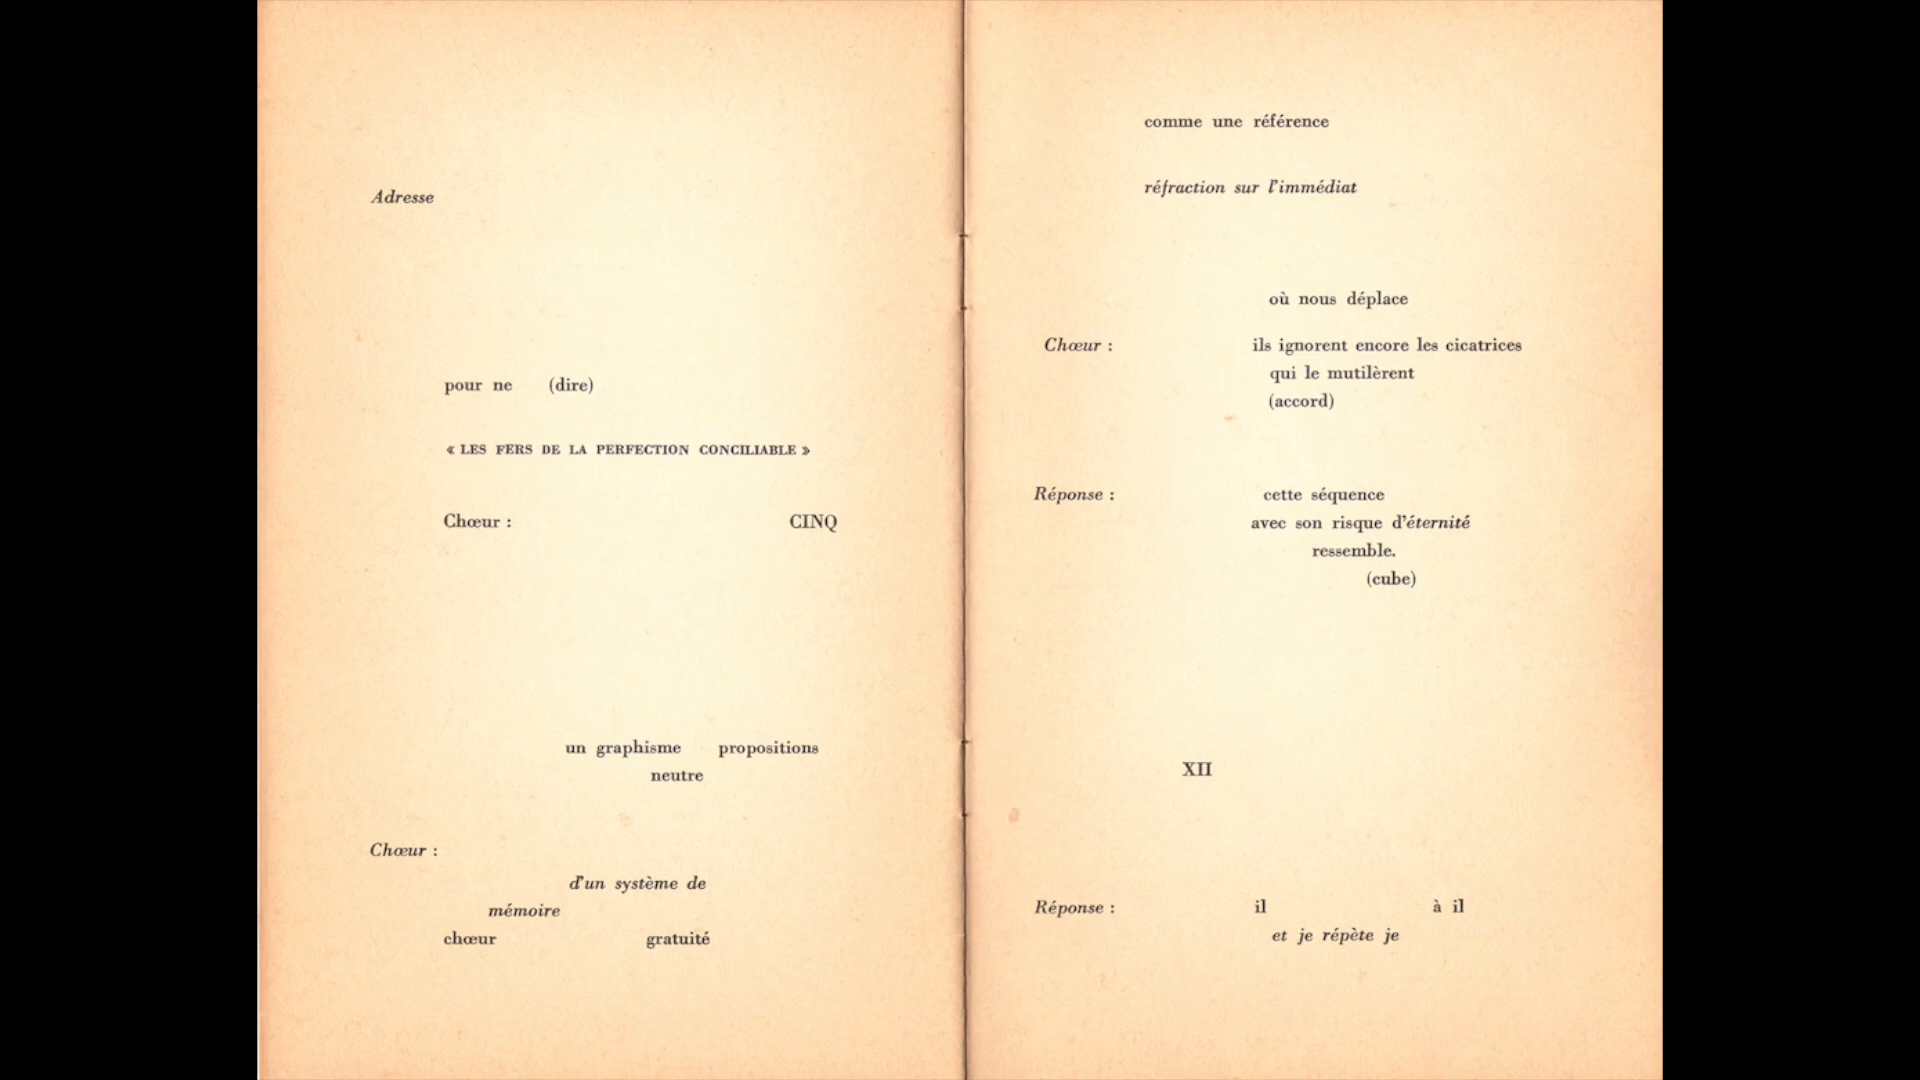 Adresse
pour ne (dire)
« LES FERS DE LA PERFECTION CONCILIABLE »
Chœur : CINQ
un graphisme propositions
neutre
Chœur :
d'un système de
mémoire
chœur gratuité
comme une référence
réfraction sur l'immédiat
où nous déplace
Chœur : ils ignorent encore les cicatrices
qui le mutilèrent
(accord)
Réponse : cette séquence
avec son risque d'éternité
ressemble.
(cube)
XII
Réponse : il à il
et je répète je